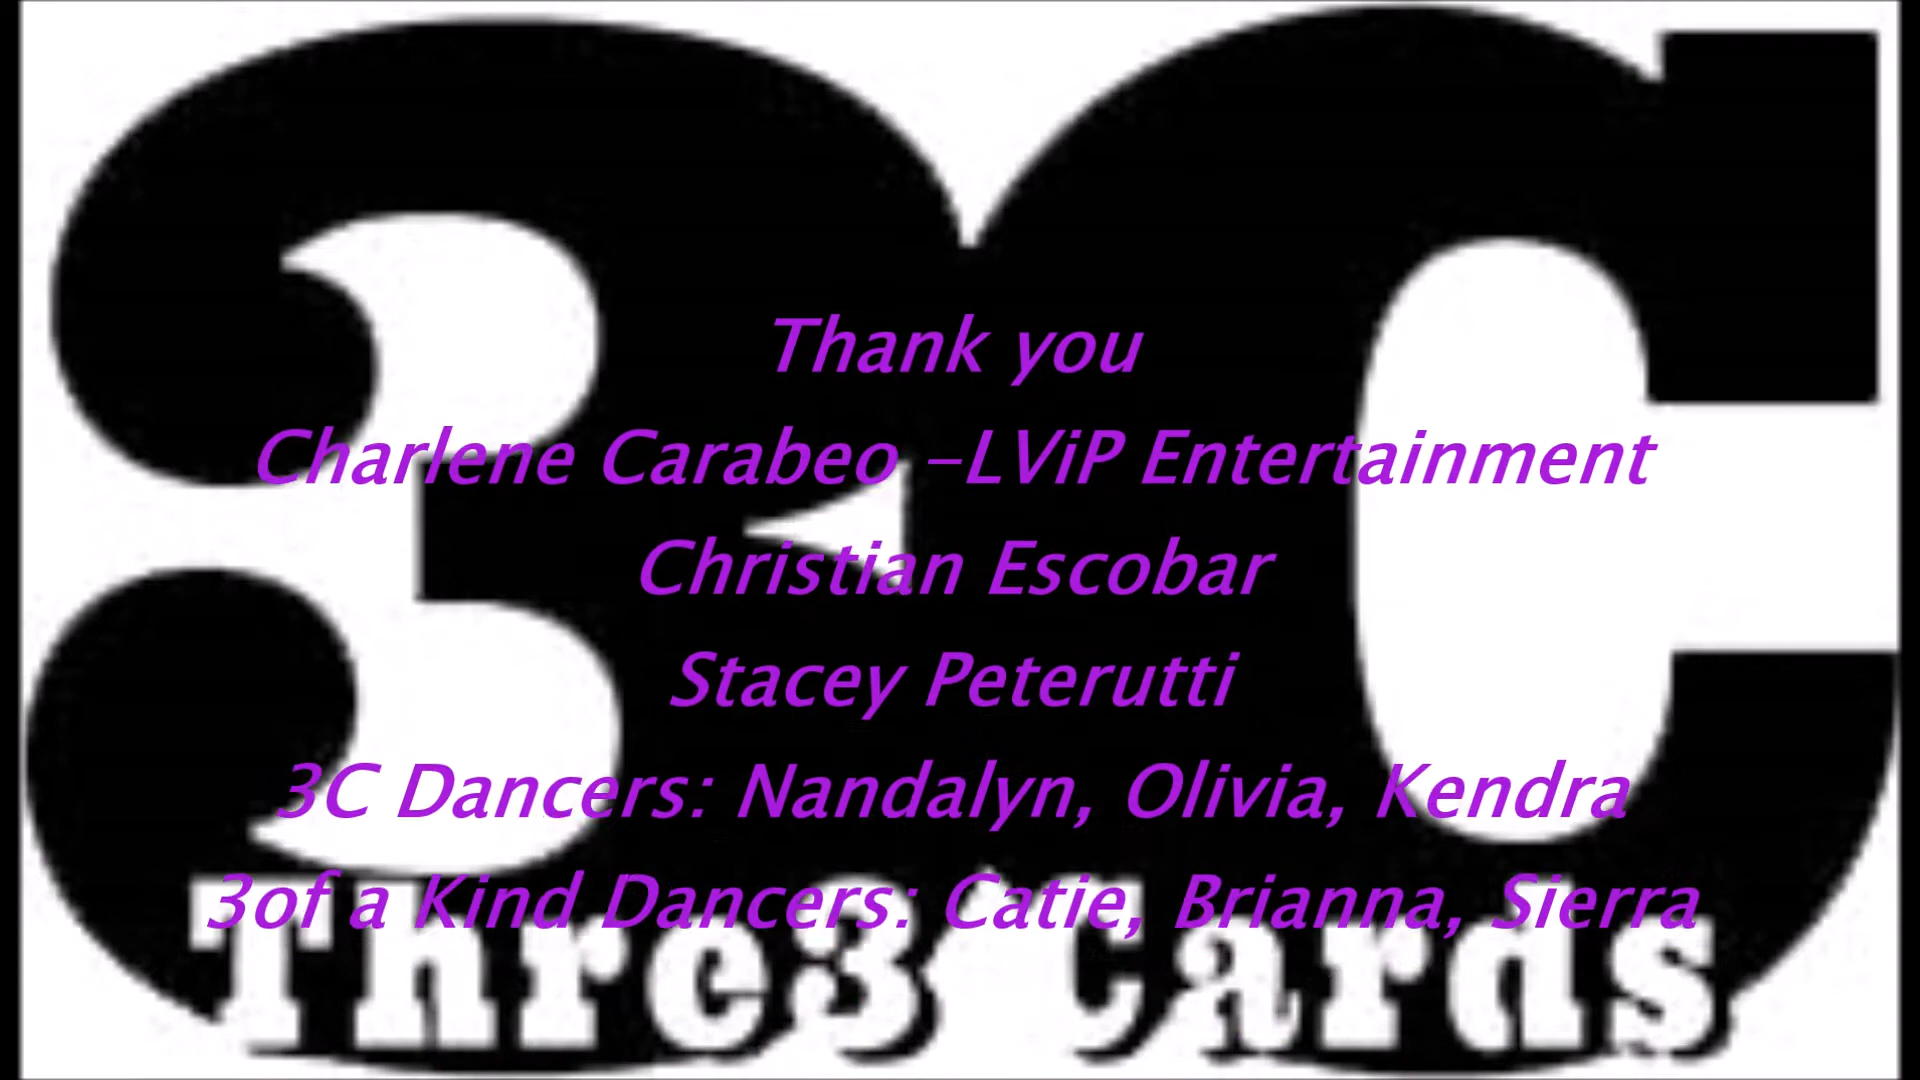 3C
Thank you
Charlene Carabeo -LViP Entertainment
Christian Escobar
Stacey Peterutti
3C Dancers: Nandalyn, Olivia, Kendra
3of a Kind Dancers: Catie, Brianna, Sierra
Thre3 Cards